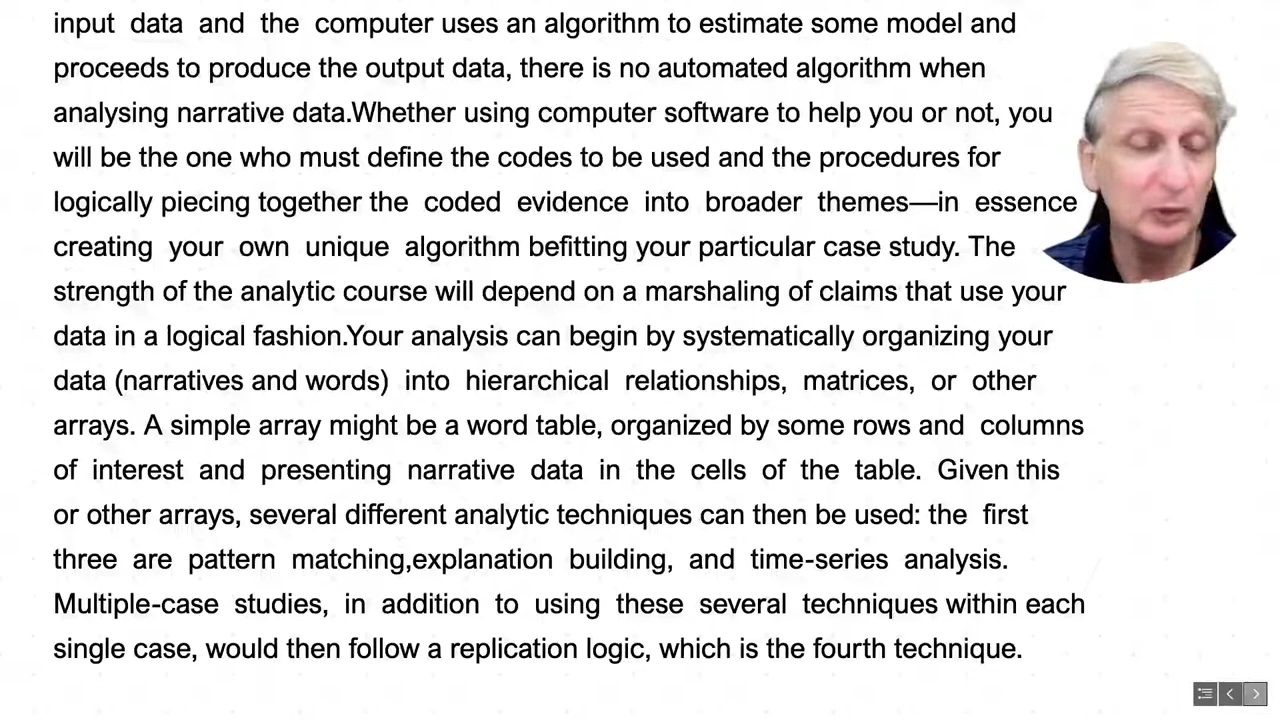 input data and the computer uses an algorithm to estimate some model and
proceeds to produce the output data, there is no automated algorithm when
analysing narrative data.Whether using computer software to help you or not, you
will be the one who must define the codes to be used and the procedures for
logically piecing together the coded evidence into broader themes—in essence
creating your own unique algorithm befitting your particular case study. The
strength of the analytic course will depend on a marshaling of claims that use your
data in a logical fashion.Your analysis can begin by systematically organizing your
data (narratives and words) into hierarchical relationships, matrices, or other
arrays. A simple array might be a word table, organized by some rows and columns
of interest and presenting narrative data in the cells of the table. Given this
or other arrays, several different analytic techniques can then be used: the first
three are pattern matching,explanation building, and time-series analysis.
Multiple-case studies, in addition to using these several techniques within each
single case, would then follow a replication logic, which is the fourth technique.